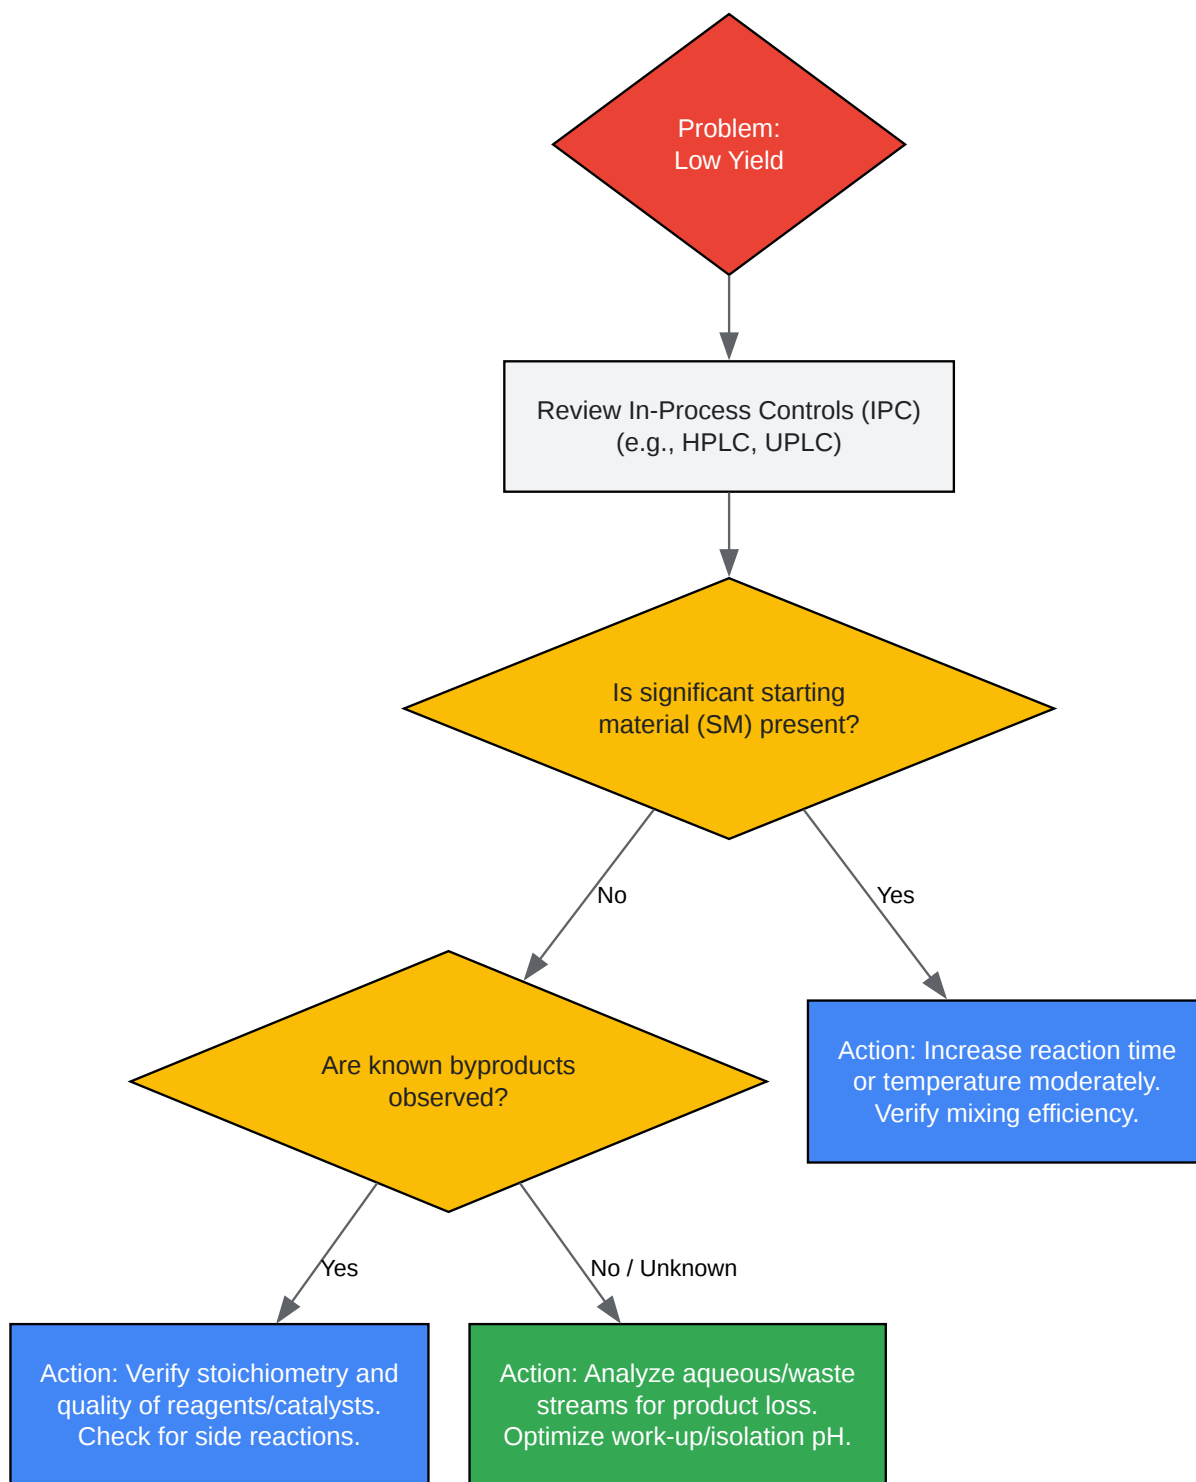 Problem:
Low Yield
Review In-Process Controls (IPC)
(e.g., HPLC, UPLC)
Is significant starting
material (SM) present?
No
Yes
Are known byproducts
observed?
Action: Increase reaction time
or temperature moderately.
Verify mixing efficiency.
Yes
No / Unknown
Action: Verify stoichiometry and
quality of reagents/catalysts.
Check for side reactions.
Action: Analyze aqueous/waste
streams for product loss.
Optimize work-up/isolation pH.